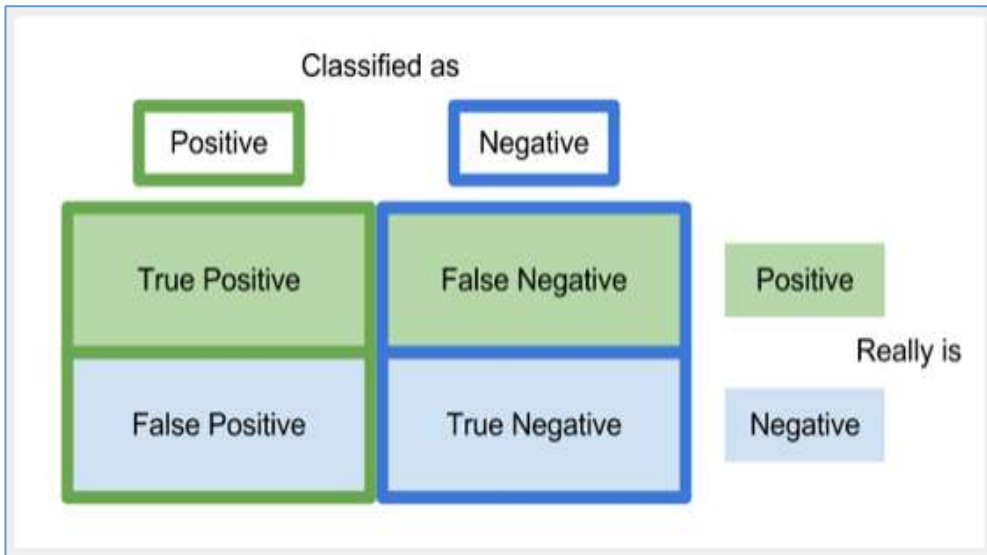 Classified as
Positive Negative
True Positive False Negative Positive
Really is
False Positive True Negative Negative